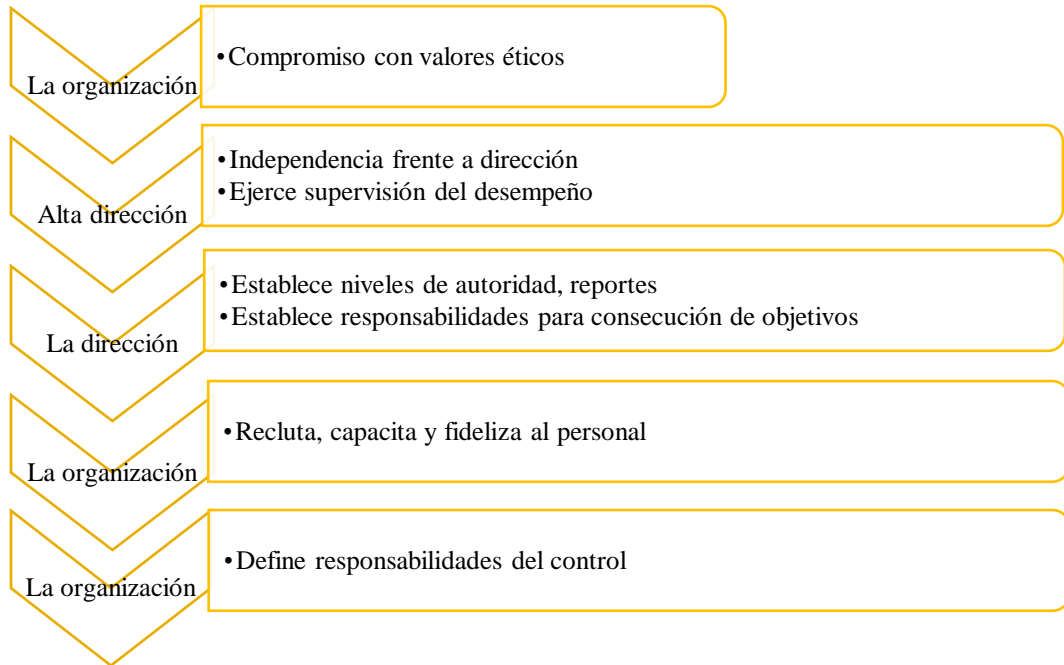 La organización
•Compromiso con valores éticos
Alta dirección
•Independencia frente a dirección
•Ejerce supervisión del desempeño
La dirección
•Establece niveles de autoridad, reportes
•Establece responsabilidades para consecución de objetivos
La organización
•Recluta, capacita y fideliza al personal
La organización
•Define responsabilidades del control